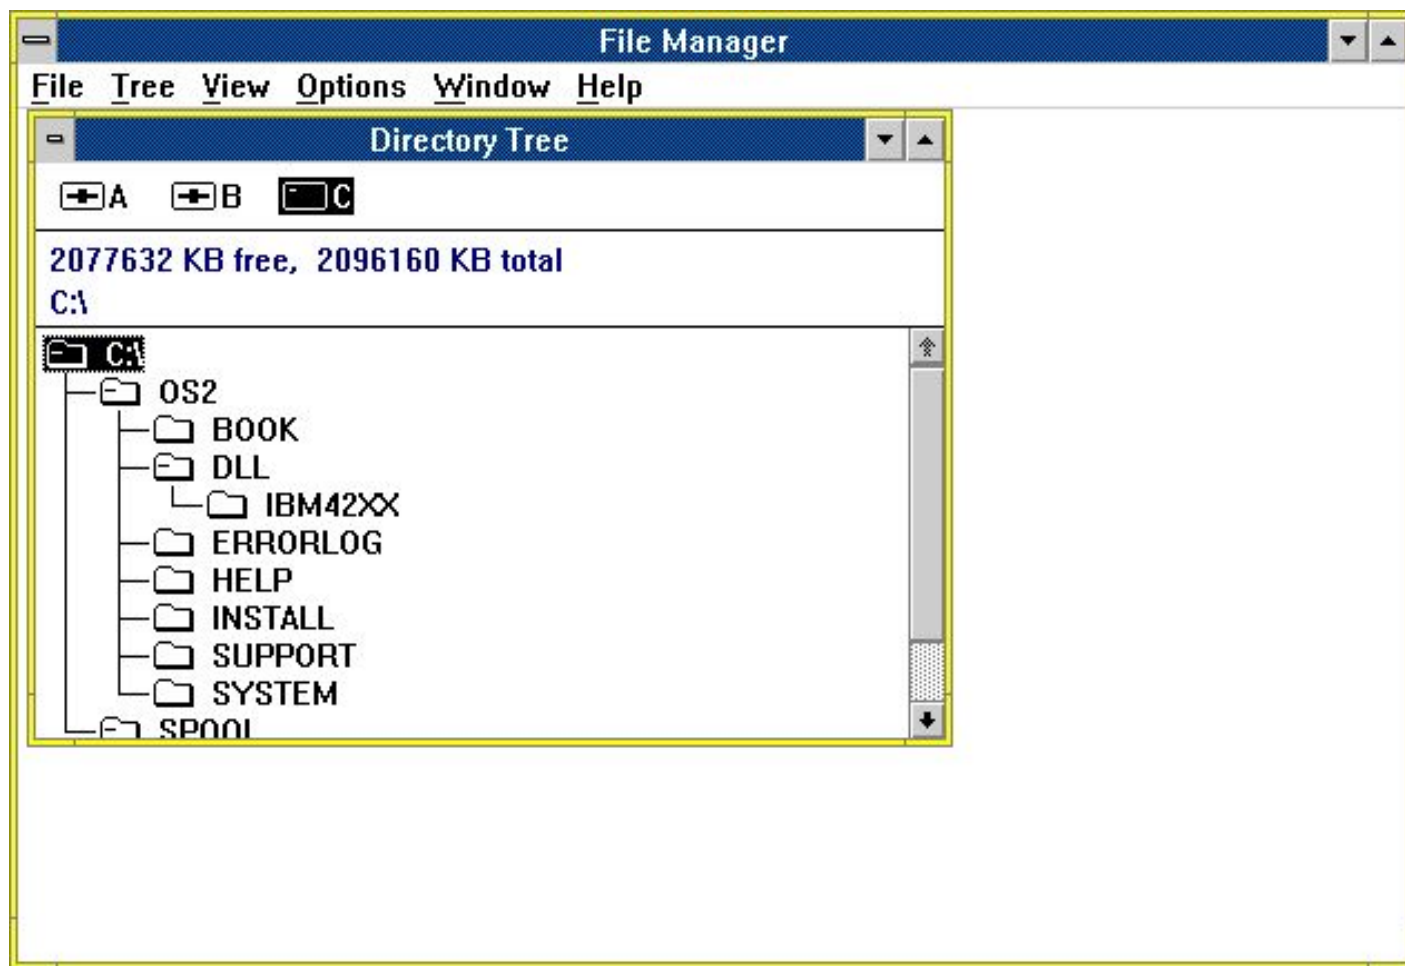 File Manager
File Tree View Options Window Help
Directory Tree
A B C
2077632 KB free, 2096160 KB total
C:\
C:\
OS2
BOOK
DLL
IBM42XX
ERRORLOG
HELP
INSTALL
SUPPORT
SYSTEM
SPOOL